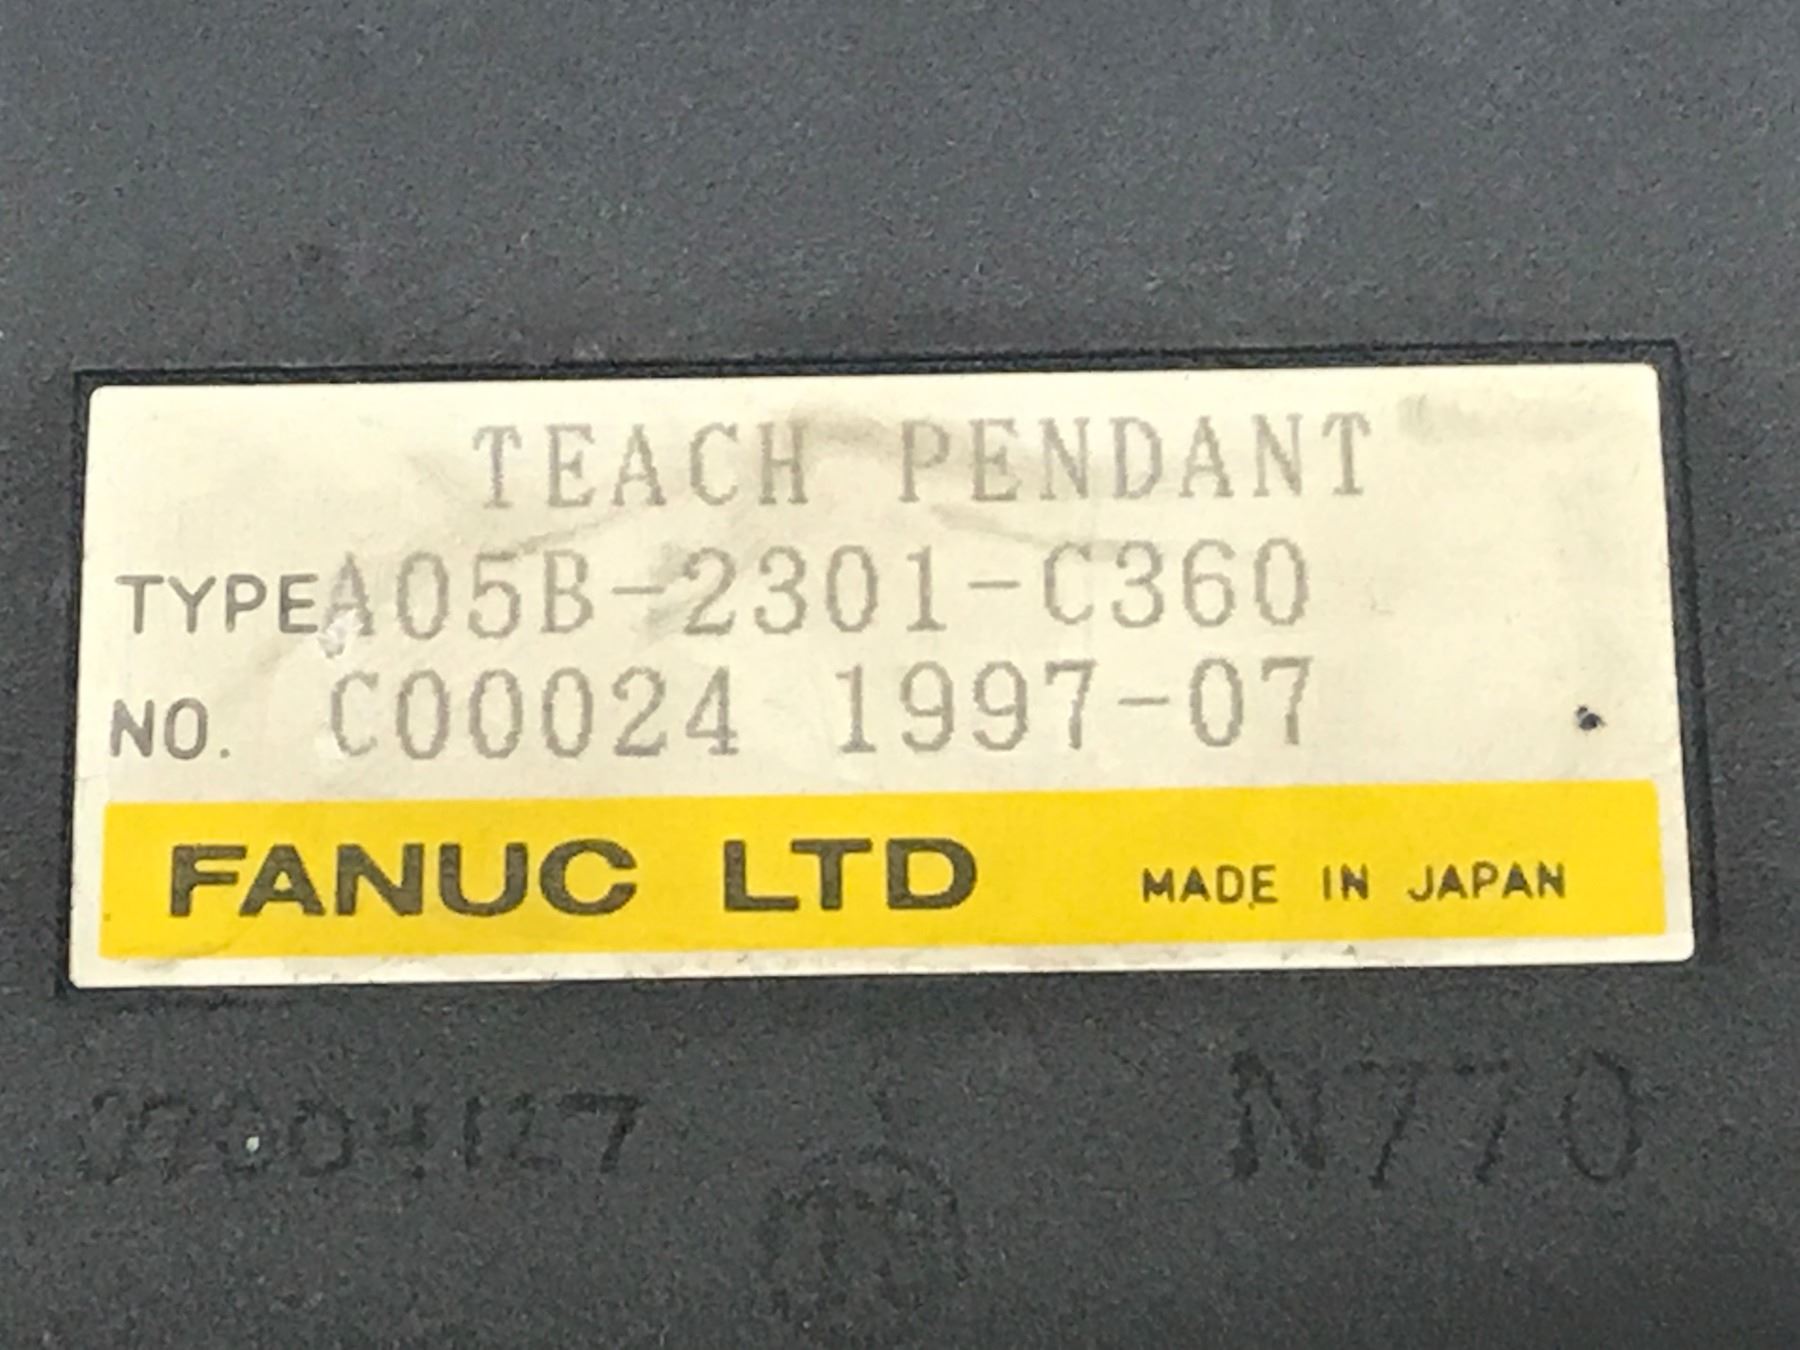 TEACH PENDANT
TYPE A05B-2301-C360
NO. C00024 1997-07
FANUC LTD MADE IN JAPAN
N770